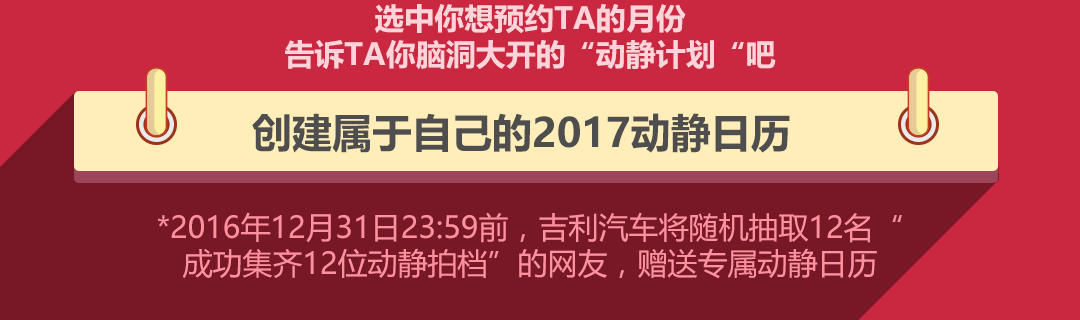 选中你想预约TA的月份
告诉TA你脑洞大开的“动静计划“吧
创建属于自己的2017动静日历
*2016年12月31日23:59前，吉利汽车将随机抽取12名“
成功集齐12位动静拍档”的网友，赠送专属动静日历